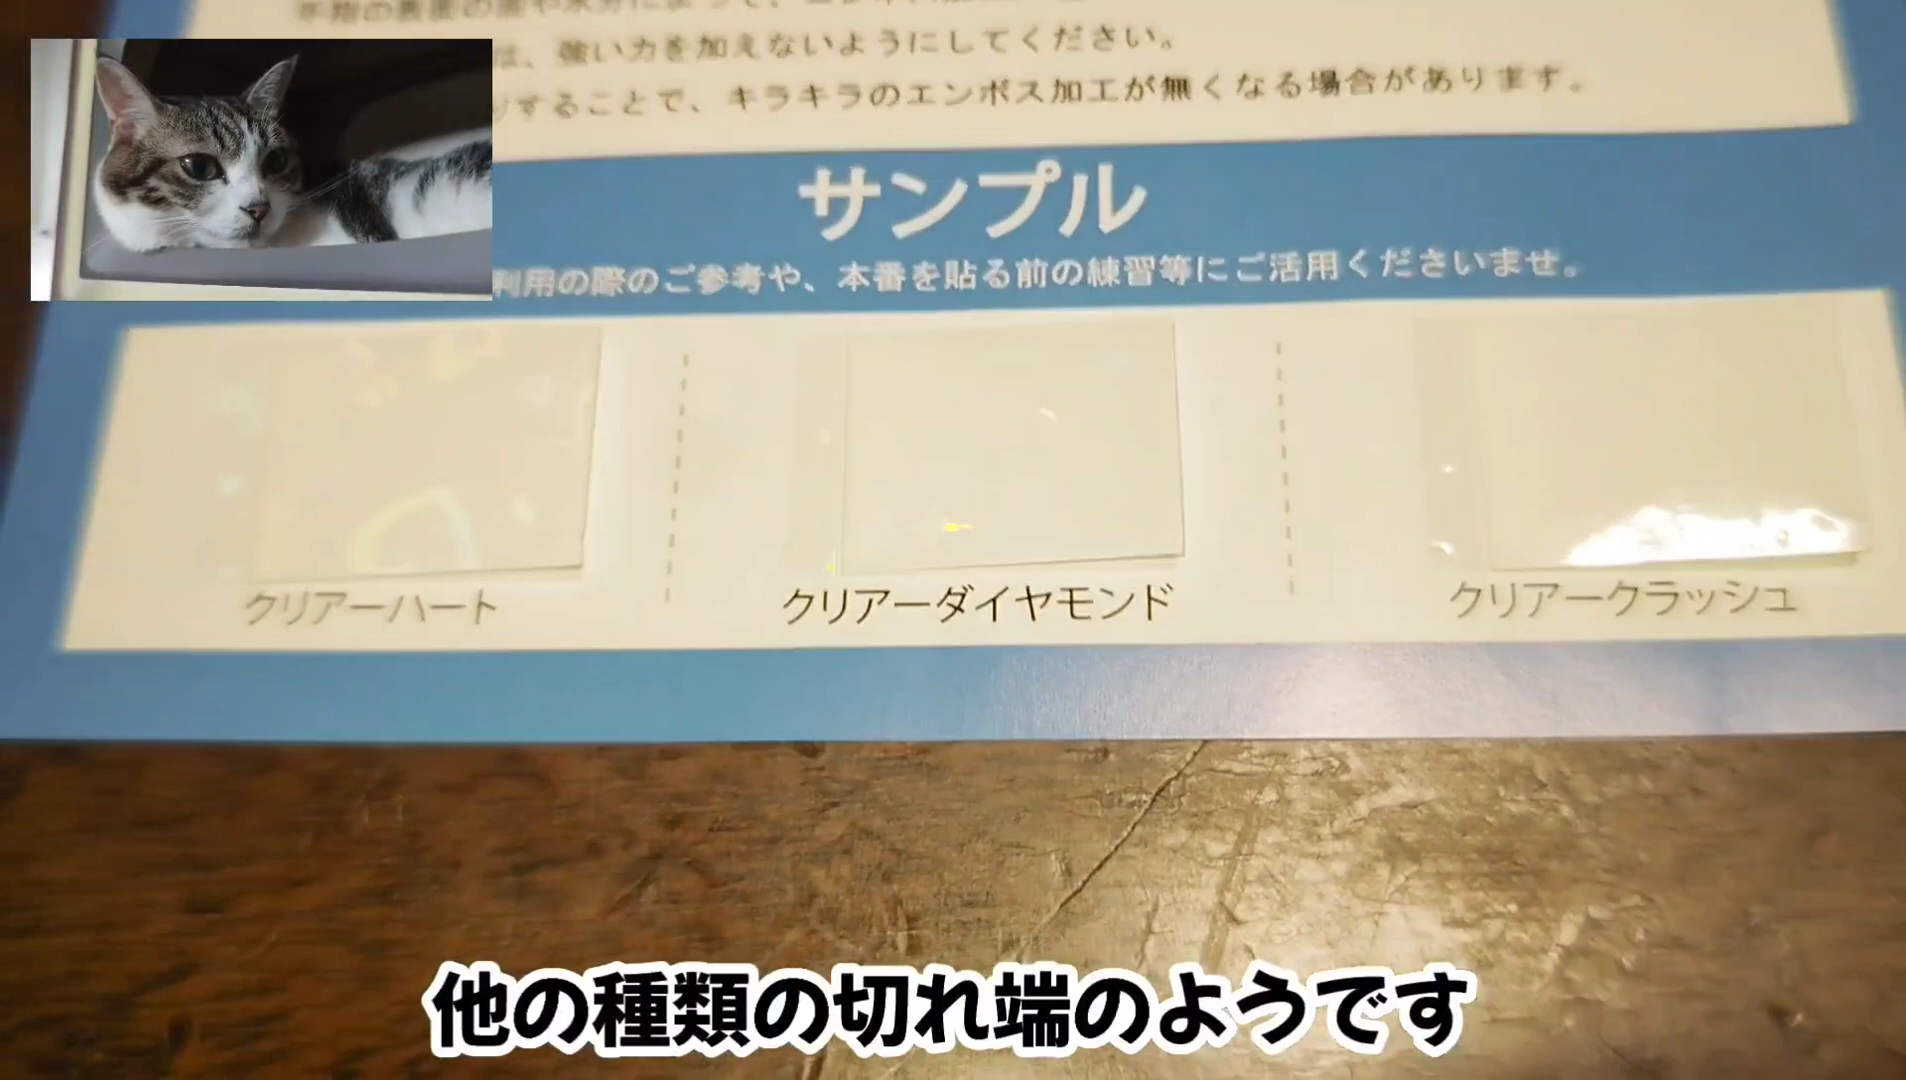 は、強い力を加えないようにしてください。
することで、キラキラのエンボス加工が無くなる場合があります。
サンプル
利用の際のご参考や、本番を貼る前の練習等にご活用くださいませ。
クリアーハート
クリアーダイヤモンド
クリアークラッシュ
他の種類の切れ端のようです